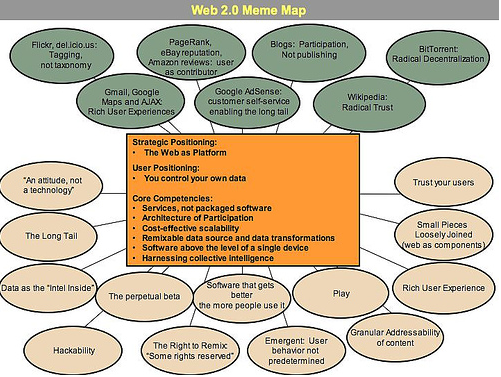 Web 2.0 Meme Map
Flickr, del.icio.us:
Tagging,
not taxonomy
PageRank,
eBay reputation,
Amazon reviews: user
as contributor
Blogs: Participation,
Not publishing
BitTorrent:
Radical Decentralization
Gmail, Google
Maps and AJAX:
Rich User Experiences
Google AdSense:
customer self-service
enabling the long tail
Wikipedia:
Radical Trust
Strategic Positioning:
• The Web as Platform
User Positioning:
• You control your own data
Core Competencies:
• Services, not packaged software
• Architecture of Participation
• Cost-effective scalability
• Remixable data source and data transformations
• Software above the level of a single device
• Harnessing collective Intelligence
"An attitude, not
a technology"
Trust your users
The Long Tail
Small Pieces
Loosely Joined
(web as components)
Data as the "Intel Inside"
The perpetual beta
Software that gets
better
the more people use it
Play
Rich User Experience
Hackability
The Right to Remix:
"Some rights reserved"
Emergent: User
behavior not
predetermined
Granular Addressability
of content